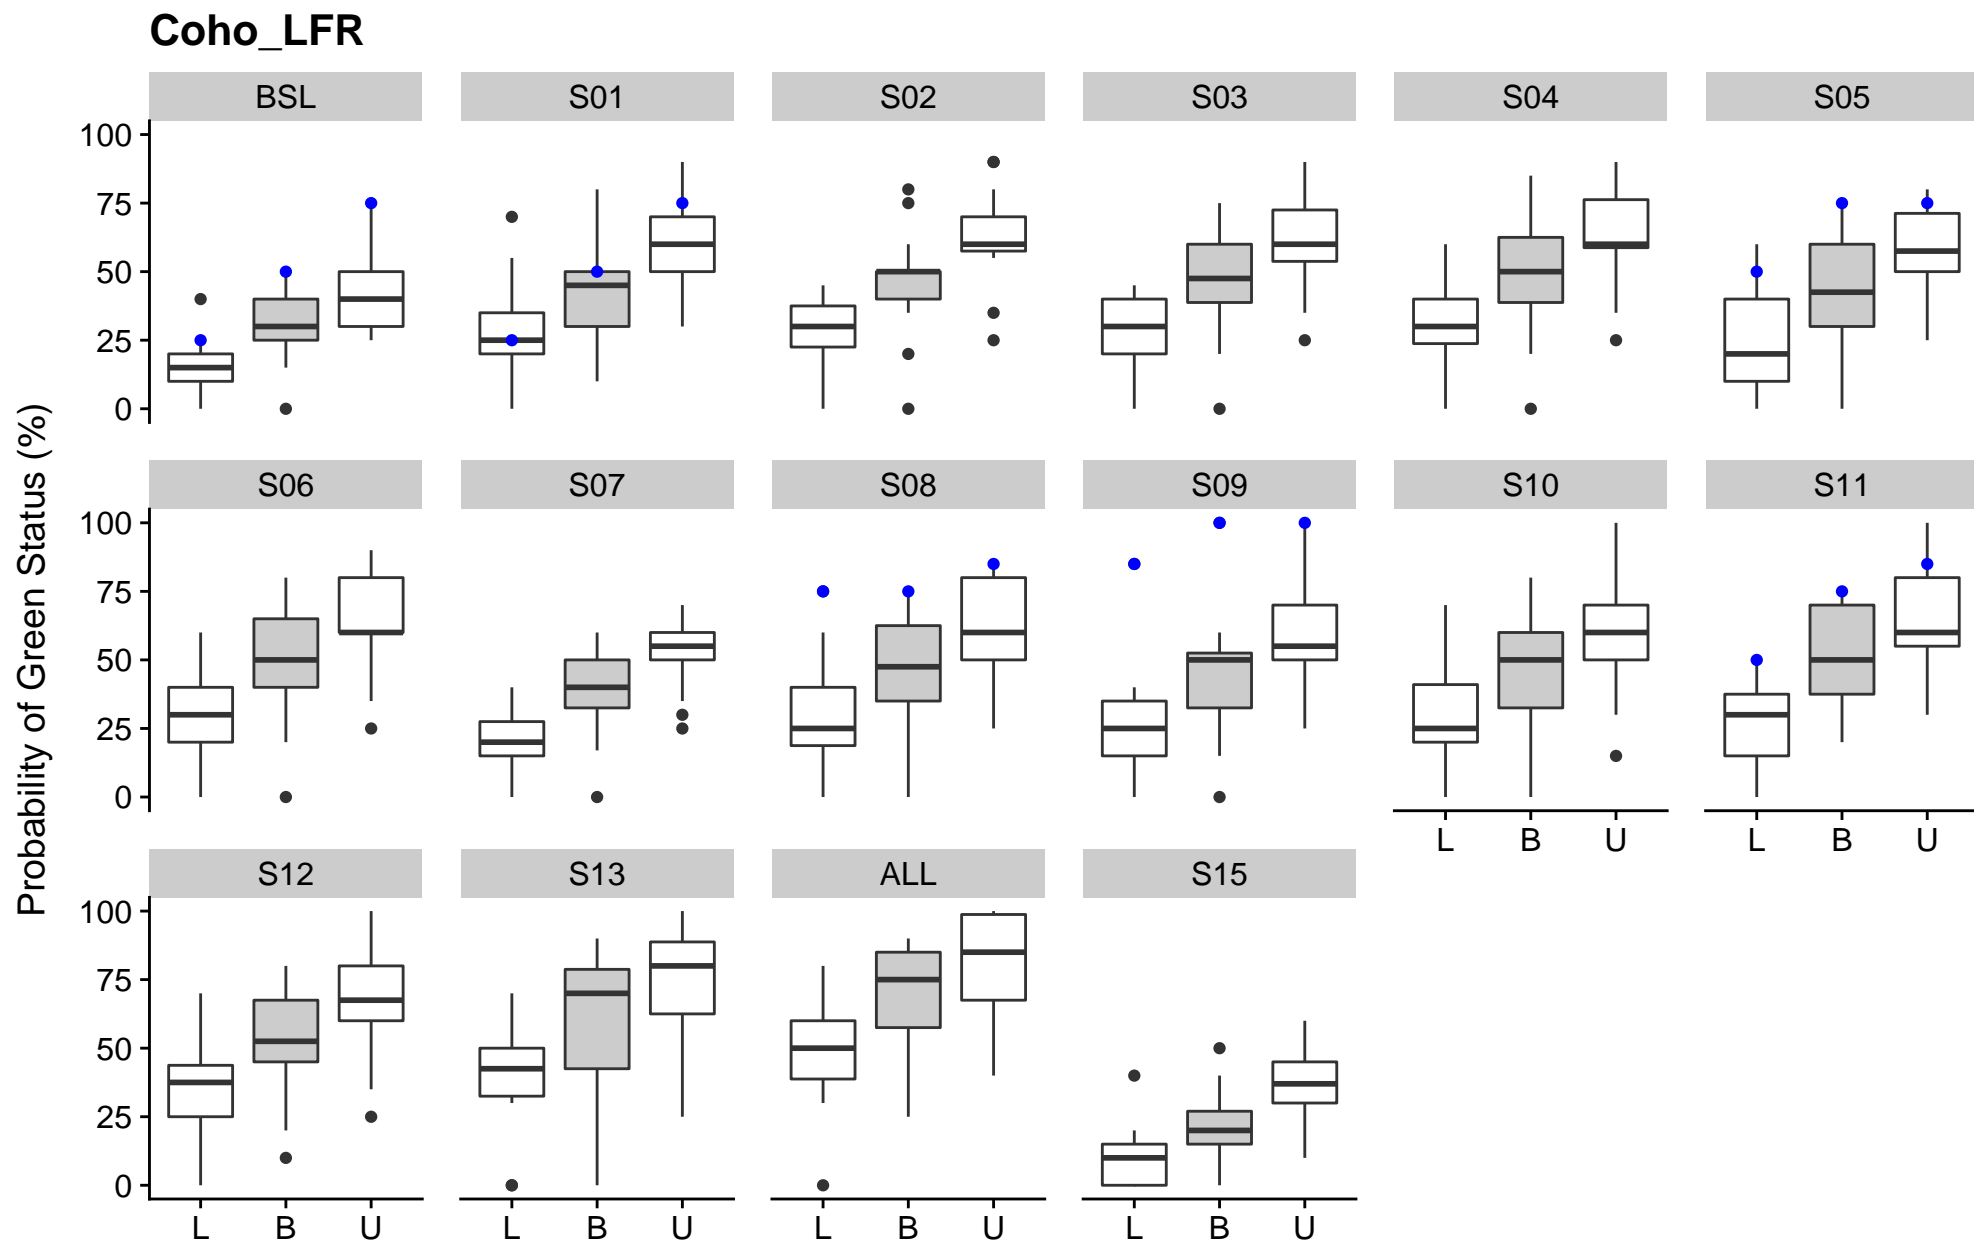 Coho_LFR
BSL S01 S02 S03 S04 S05
100
75
50
25
0
S06 S07 S08 S09 S10 S11
100
75
50
25
0
L B U L B U
S12 S13 ALL S15
100
75
50
25
0
L B U L B U L B U L B U
Probability of Green Status (%)